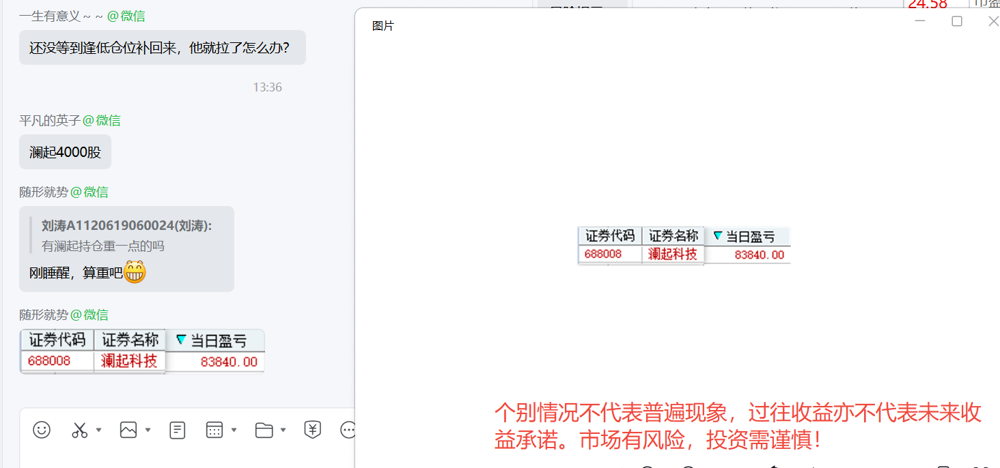 一生有意义～～@微信
还没等到逢低仓位补回来，他就拉了怎么办？
13:36
平凡的英子@微信
澜起4000股
随形就势@微信
刘涛A1120619060024(刘涛):
有澜起持仓重一点的吗
刚睡醒，算重吧
随形就势@微信
证券代码 证券名称 当日盈亏
688008 澜起科技 83840.00
24.58
图片
证券代码 证券名称 当日盈亏
688008 澜起科技 83840.00
个别情况不代表普遍现象，过往收益亦不代表未来收
益承诺。市场有风险，投资需谨慎！